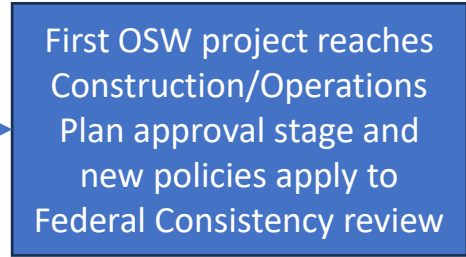 First OSW project reaches
Construction/Operations
Plan approval stage and
new policies apply to
Federal Consistency review